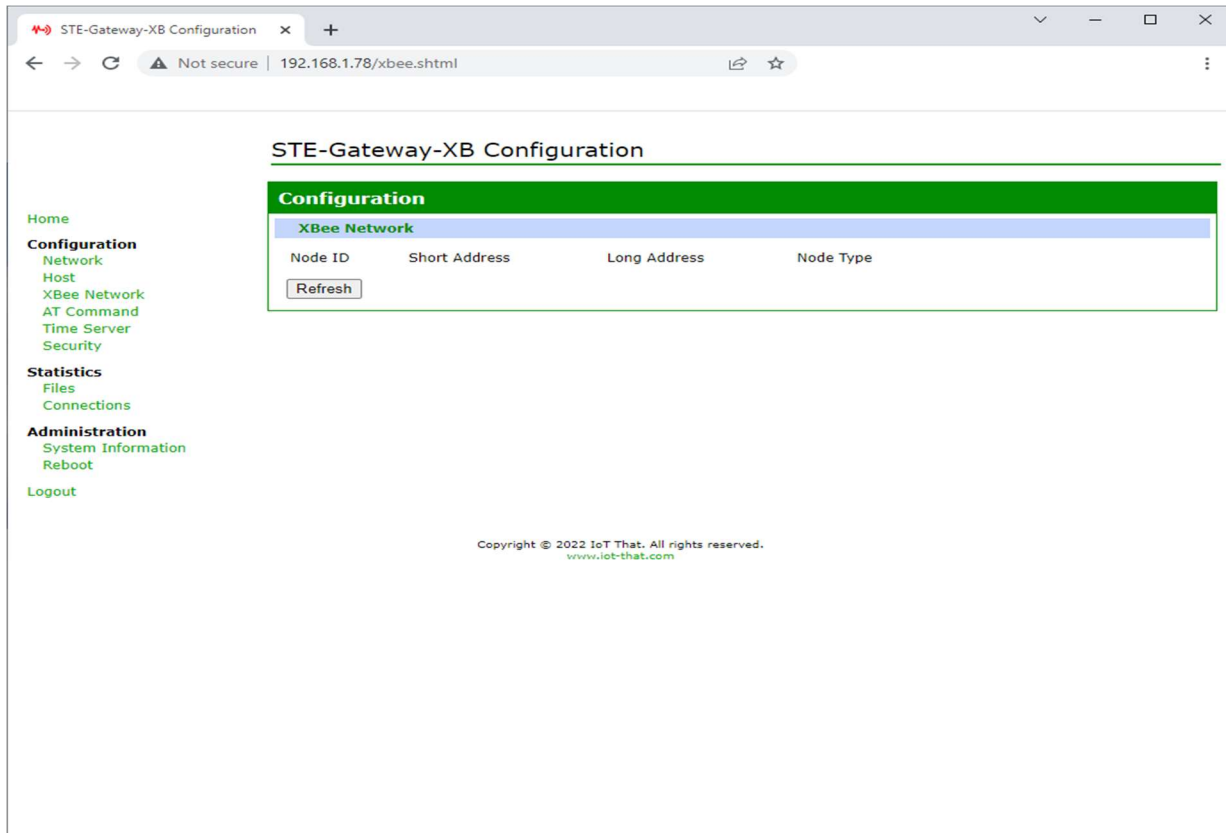 STE-Gateway-XB Configuration
Not secure | 192.168.1.78/xbee.shtml
STE-Gateway-XB Configuration
Home
Configuration
Network
Host
XBee Network
AT Command
Time Server
Security
Statistics
Files
Connections
Administration
System Information
Reboot
Logout
Configuration
XBee Network
Node ID Short Address Long Address Node Type
Refresh
Copyright © 2022 IoT That. All rights reserved.
www.iot-that.com